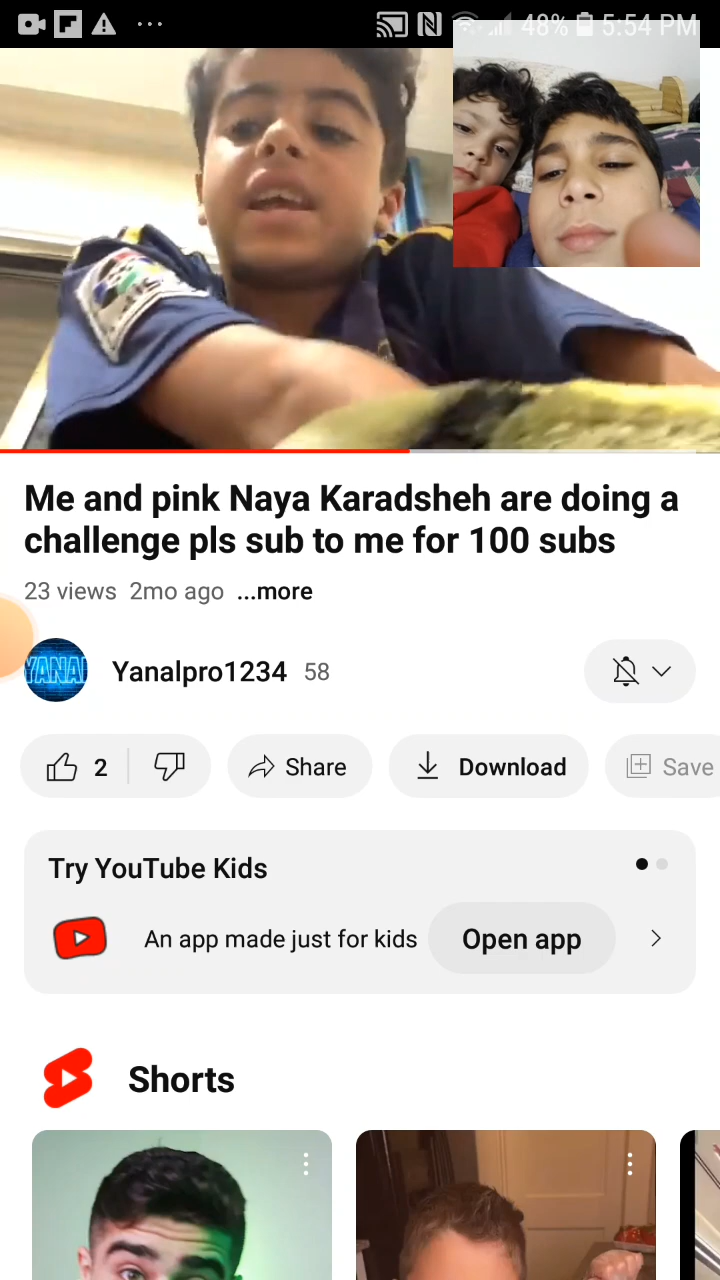 48% 5:54 PM
Me and pink Naya Karadsheh are doing a
challenge pls sub to me for 100 subs
23 views 2mo ago ...more
YANAL
Yanalpro1234 58
2 Share Download Save
Try YouTube Kids
An app made just for kids Open app
Shorts